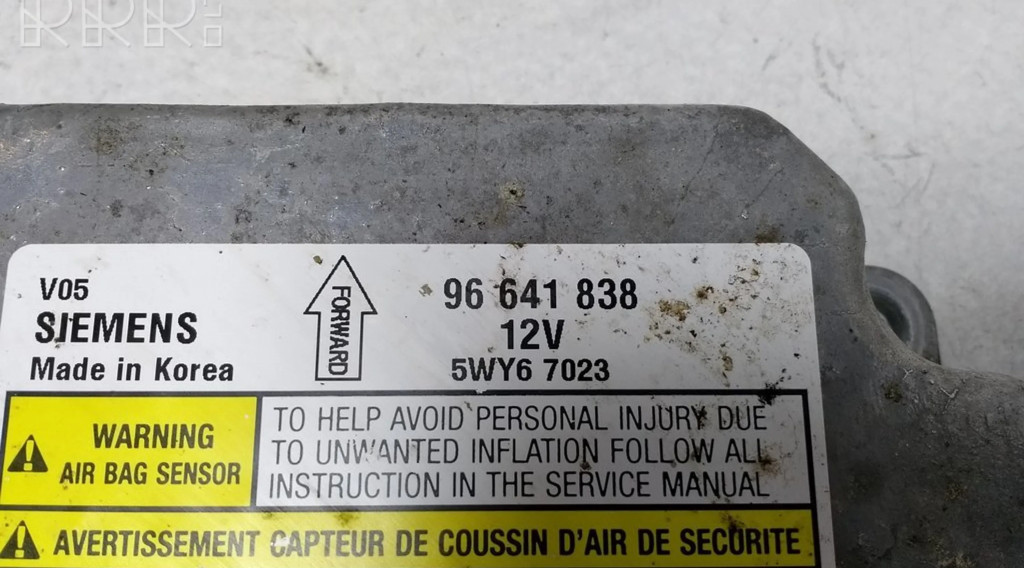 RRR.LT
V05
SIEMENS
Made in Korea
FORWARD
96 641 838
12V
5WY6 7023
WARNING
AIR BAG SENSOR
TO HELP AVOID PERSONAL INJURY DUE
TO UNWANTED INFLATION FOLLOW ALL
INSTRUCTION IN THE SERVICE MANUAL
AVERTISSEMENT CAPTEUR DE COUSSIN D'AIR DE SECURITE